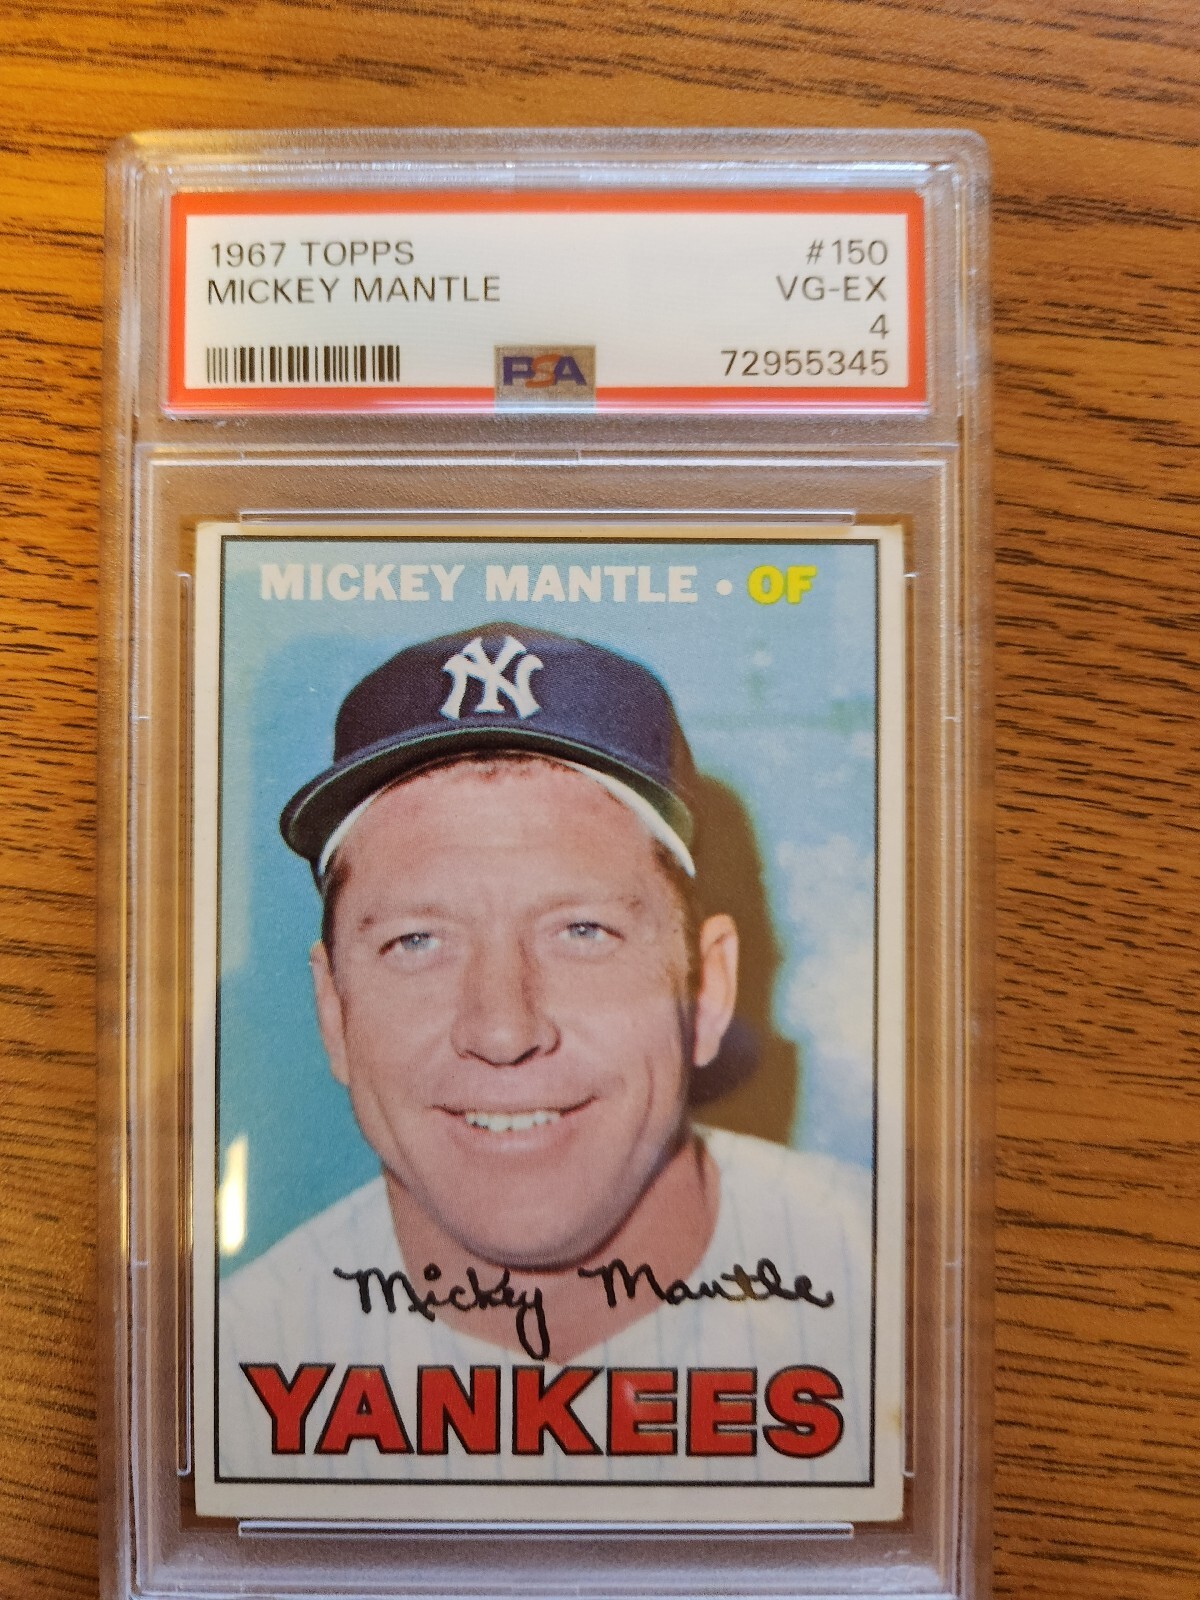 1967 TOPPS #150
MICKEY MANTLE VG-EX
4
PSA 72955345
MICKEY MANTLE • OF
NY
Mickey Mantle
YANKEES